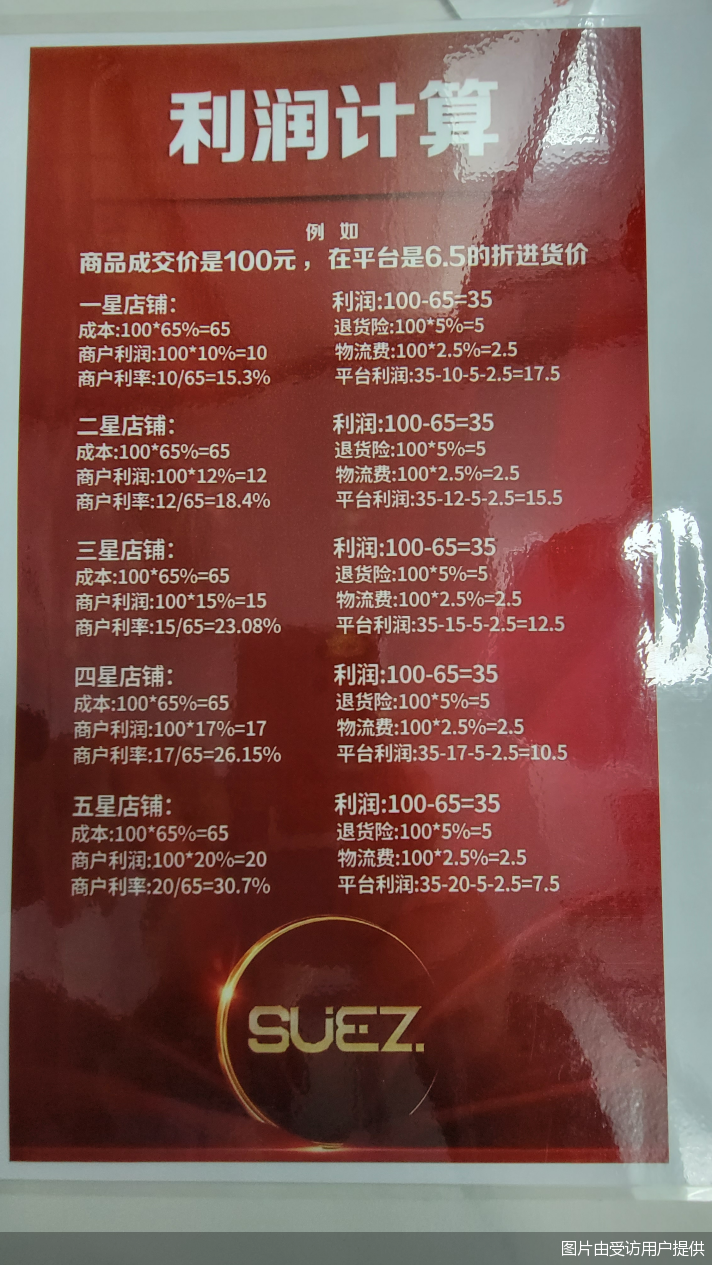 利润计算
例如
商品成交价是100元，在平台是6.5的折进货价
一星店铺:
成本:100*65%=65
商户利润:100*10%=10
商户利率:10/65=15.3%
利润:100-65=35
退货险:100*5%=5
物流费:100*2.5%=2.5
平台利润:35-10-5-2.5=17.5
二星店铺:
成本:100*65%=65
商户利润:100*12%=12
商户利率:12/65=18.4%
利润:100-65=35
退货险:100*5%=5
物流费:100*2.5%=2.5
平台利润:35-12-5-2.5=15.5
三星店铺:
成本:100*65%=65
商户利润:100*15%=15
商户利率:15/65=23.08%
利润:100-65=35
退货险:100*5%=5
物流费:100*2.5%=2.5
平台利润:35-15-5-2.5=12.5
四星店铺:
成本:100*65%=65
商户利润:100*17%=17
商户利率:17/65=26.15%
利润:100-65=35
退货险:100*5%=5
物流费:100*2.5%=2.5
平台利润:35-17-5-2.5=10.5
五星店铺:
成本:100*65%=65
商户利润:100*20%=20
商户利率:20/65=30.7%
利润:100-65=35
退货险:100*5%=5
物流费:100*2.5%=2.5
平台利润:35-20-5-2.5=7.5
SUEZ.
图片由受访用户提供